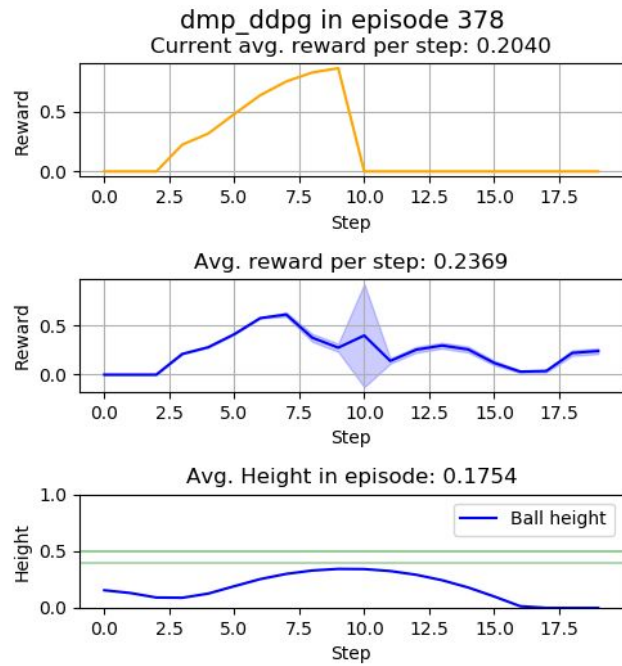 dmp_ddpg in episode 378
Current avg. reward per step: 0.2040
Reward
0.5
0.0
0.0 2.5 5.0 7.5 10.0 12.5 15.0 17.5
Step
Avg. reward per step: 0.2369
Reward
0.5
0.0
0.0 2.5 5.0 7.5 10.0 12.5 15.0 17.5
Step
Avg. Height in episode: 0.1754
Height
1.0
0.5
0.0
Ball height
0.0 2.5 5.0 7.5 10.0 12.5 15.0 17.5
Step